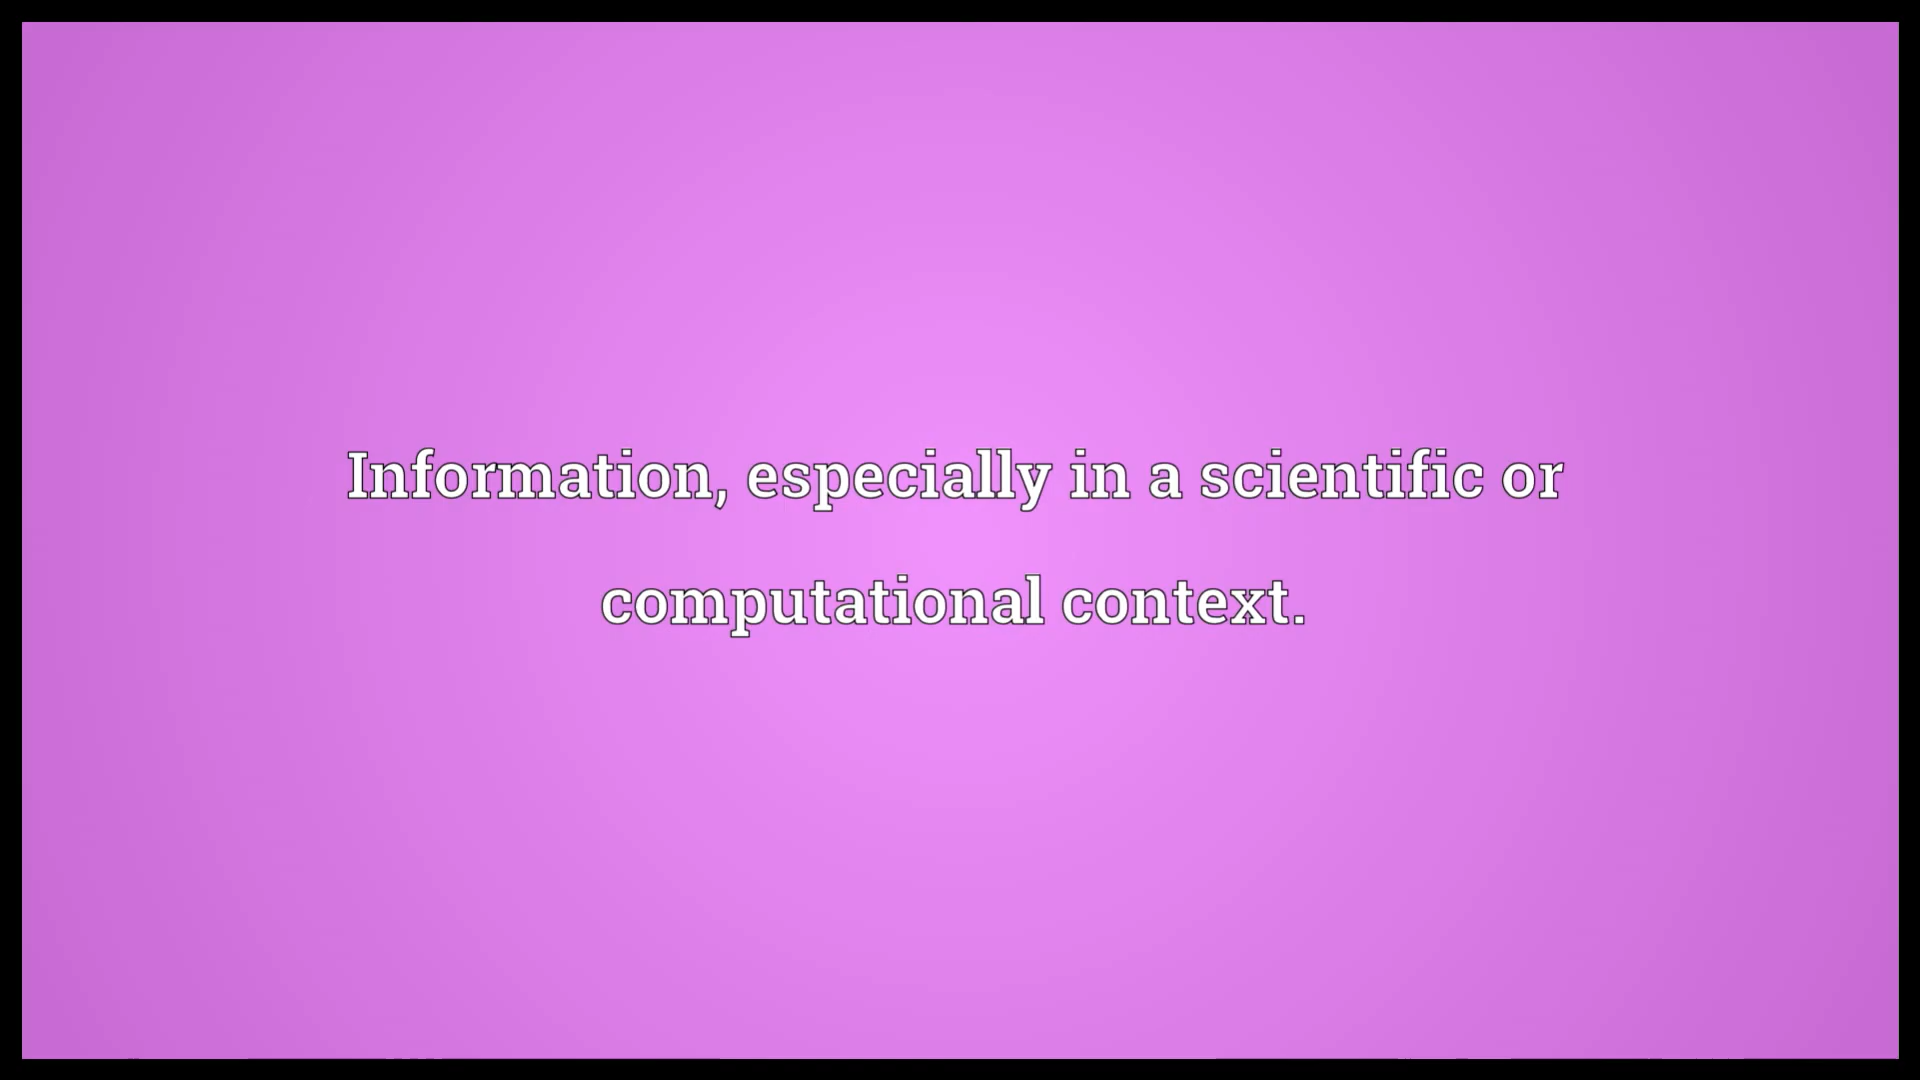 Information, especially in a scientific or
computational context.